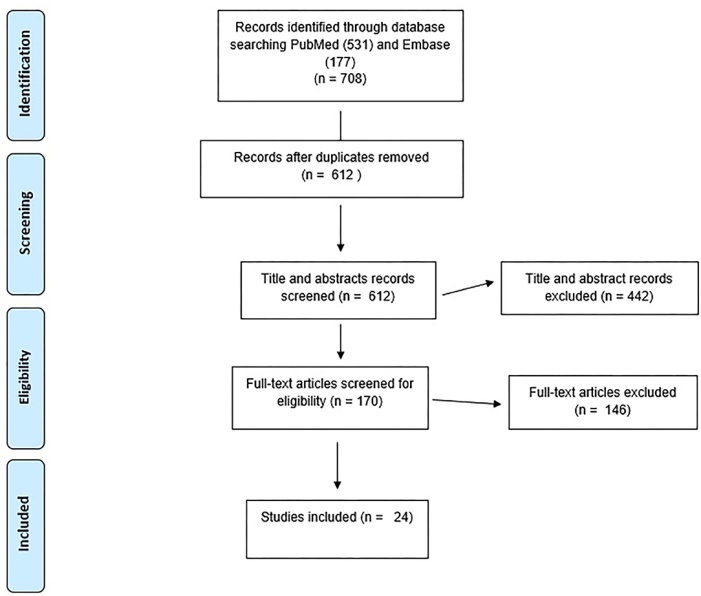 Identification
Records identified through database
searching PubMed (531) and Embase
(177)
(n = 708)
Records after duplicates removed
(n = 612 )
Screening
Title and abstracts records
screened (n = 612)
Title and abstract records
excluded (n = 442)
Eligibility
Full-text articles screened for
eligibility (n = 170)
Full-text articles excluded
(n = 146)
Included
Studies included (n = 24)